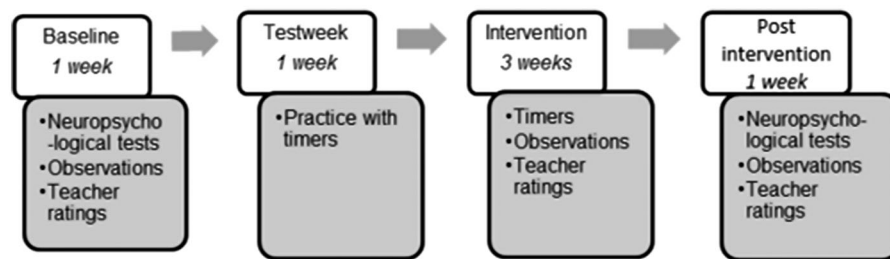 Baseline
1 week
•Neuropsycho
-logical tests
•Observations
•Teacher
ratings
Testweek
1 week
•Practice with
timers
Intervention
3 weeks
•Timers
•Observations
•Teacher
ratings
Post
intervention
1 week
•Neuropsycho-
logical tests
•Observations
•Teacher
ratings